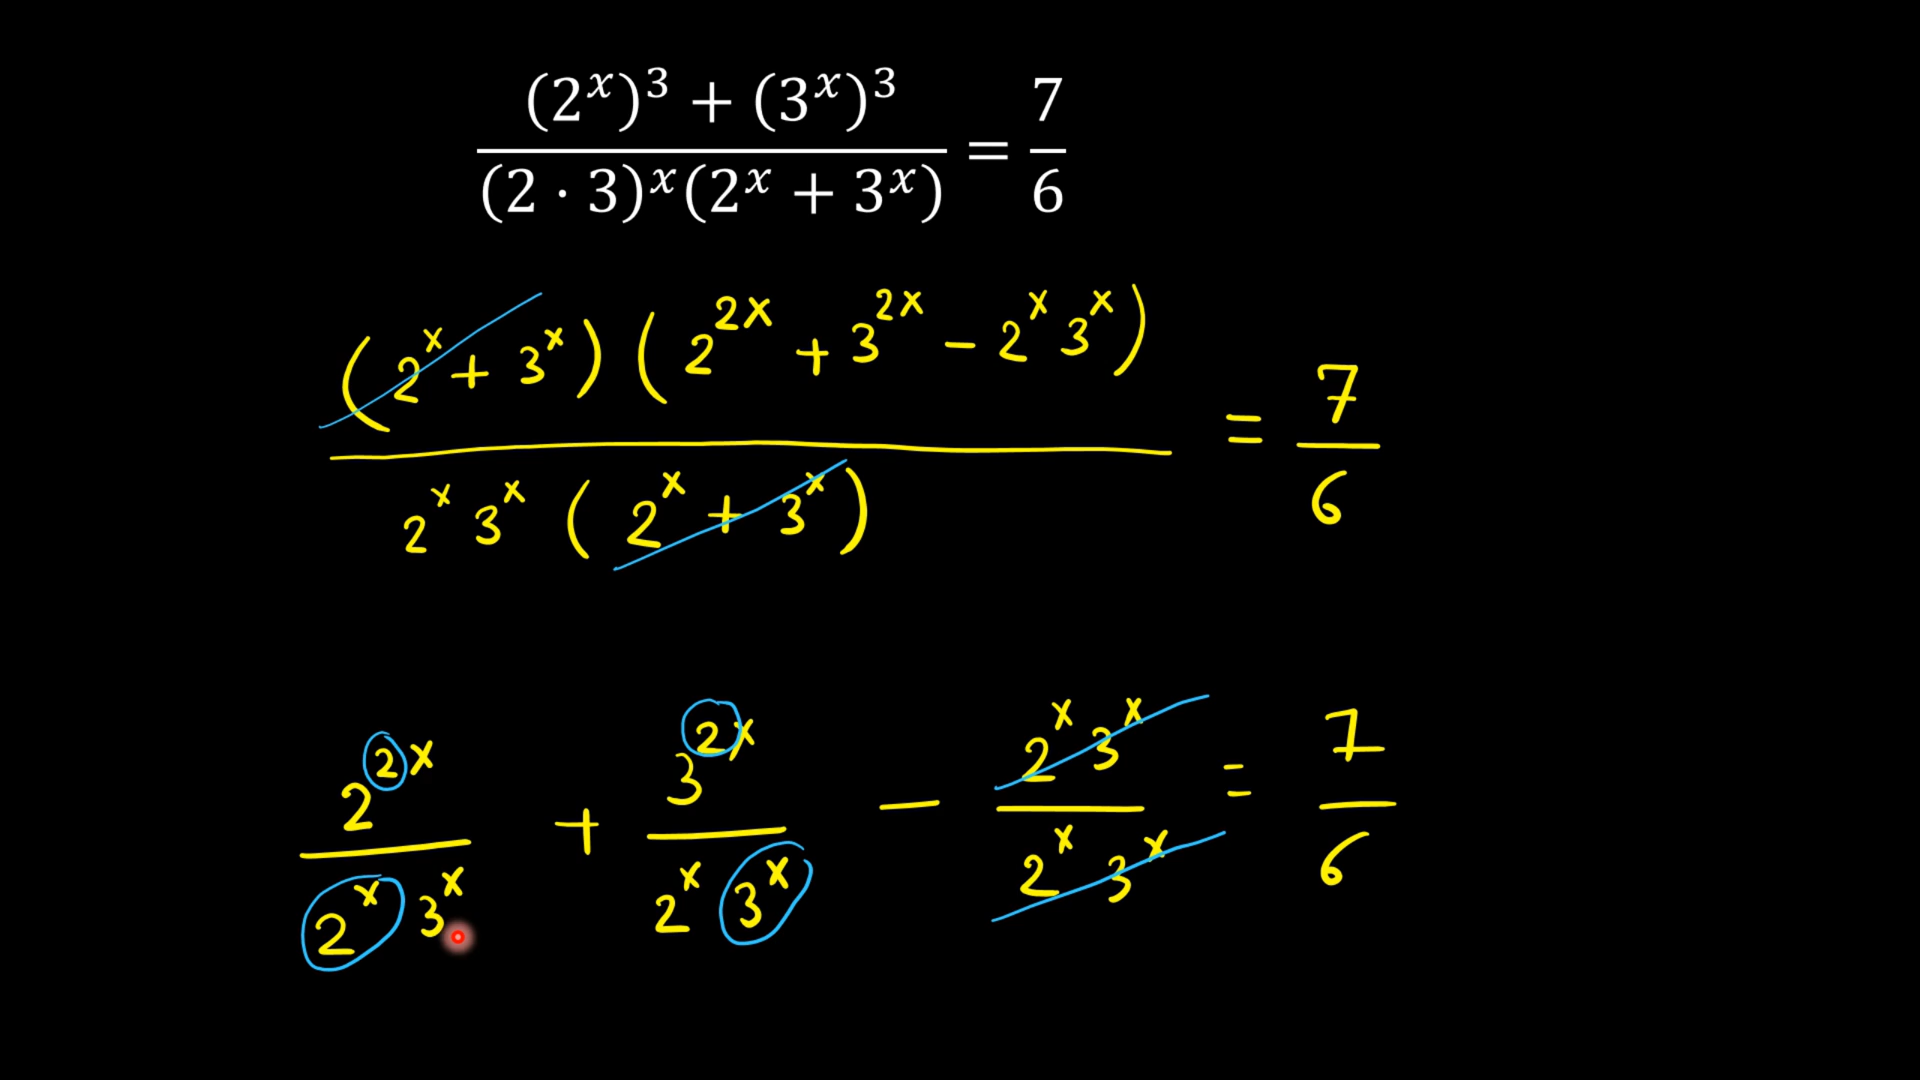 (2^x)^3 + (3^x)^3 / (2 · 3)^x(2^x + 3^x) = 7/6
(2^x + 3^x) (2^2x + 3^2x − 2^x 3^x) / 2^x 3^x (2^x + 3^x) = 7/6
2^2x / 2^x 3^x + 3^2x / 2^x 3^x − 2^x 3^x / 2^x 3^x = 7/6